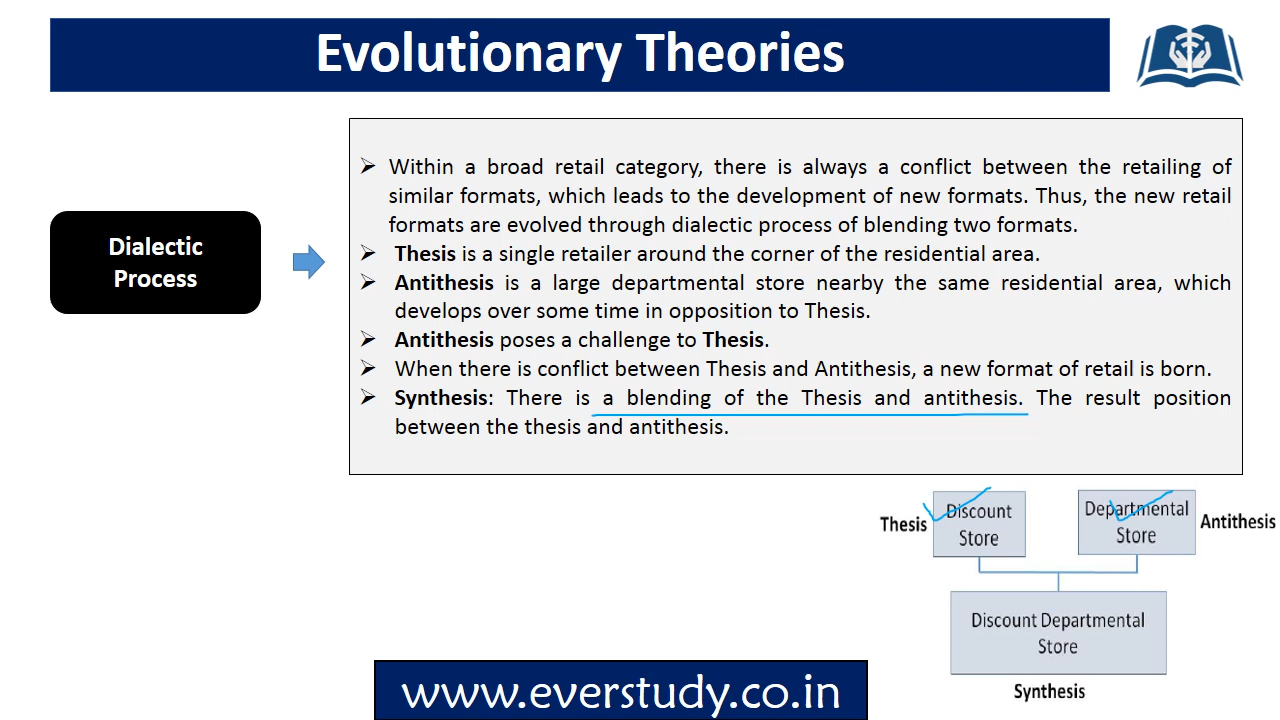 Evolutionary Theories
Dialectic
Process
➢ Within a broad retail category, there is always a conflict between the retailing of
similar formats, which leads to the development of new formats. Thus, the new retail
formats are evolved through dialectic process of blending two formats.
➢ Thesis is a single retailer around the corner of the residential area.
➢ Antithesis is a large departmental store nearby the same residential area, which
develops over some time in opposition to Thesis.
➢ Antithesis poses a challenge to Thesis.
➢ When there is conflict between Thesis and Antithesis, a new format of retail is born.
➢ Synthesis: There is a blending of the Thesis and antithesis. The result position
between the thesis and antithesis.
Thesis
Discount
Store
Departmental
Store
Antithesis
Discount Departmental
Store
Synthesis
www.everstudy.co.in